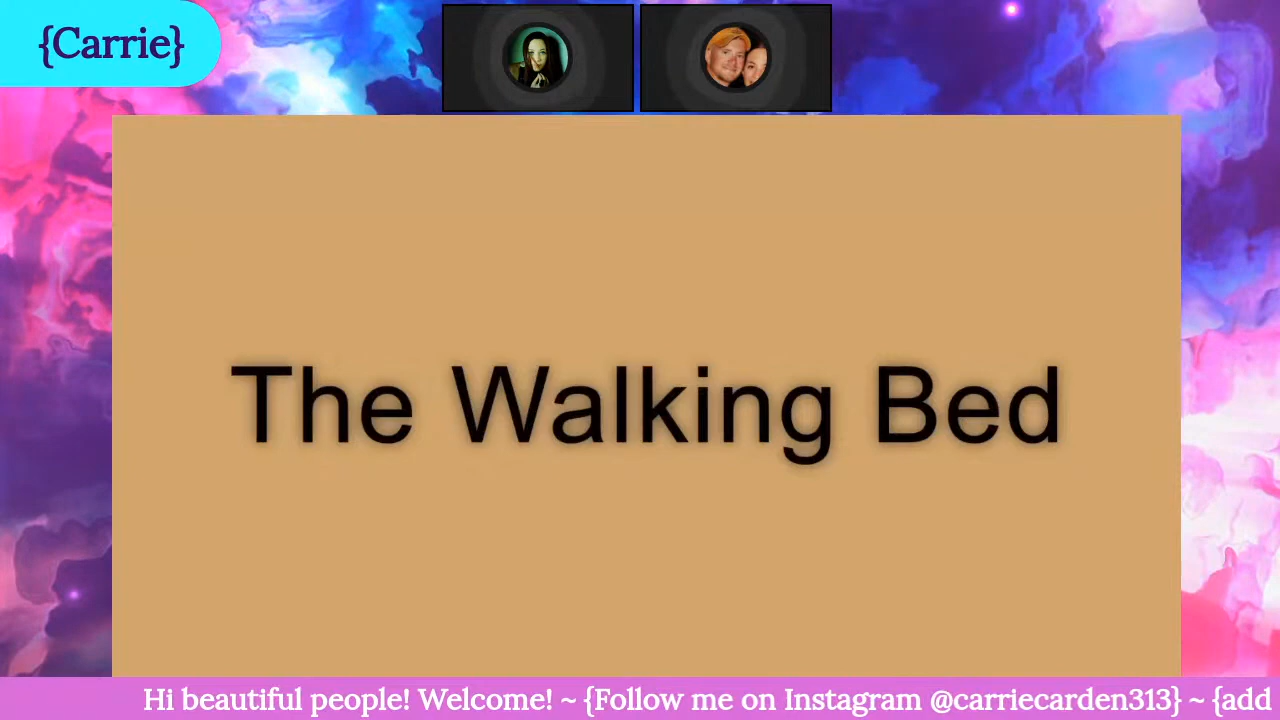 {Carrie}
The Walking Bed
Hi beautiful people! Welcome! ~ {Follow me on Instagram @carriecarden313} ~ {add